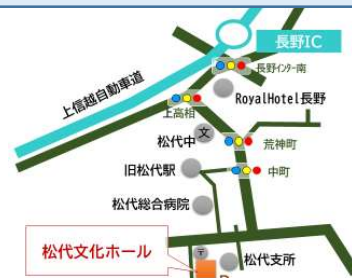 長野IC
長野インター南
上信越自動車道
RoyalHotel長野
上高相
松代中
文
荒神町
旧松代駅
中町
松代総合病院
松代文化ホール
〒
松代支所